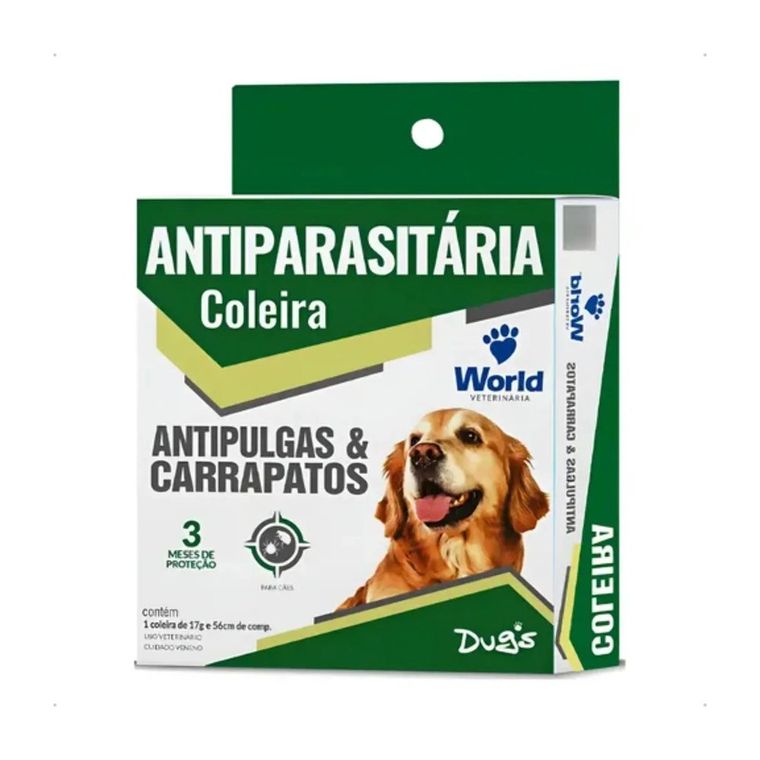 ANTIPARASITÁRIA
Coleira
World
VETERINÁRIA
ANTIPULGAS &
CARRAPATOS
3
MESES DE
PROTEÇÃO
PARA CÃES
contém
1 coleira de 17g e 56cm de comp.
USO VETERINÁRIO
CUIDADO VENENO
Dug's
World
ANTIPULGAS & CARRAPATOS
COLEIRA